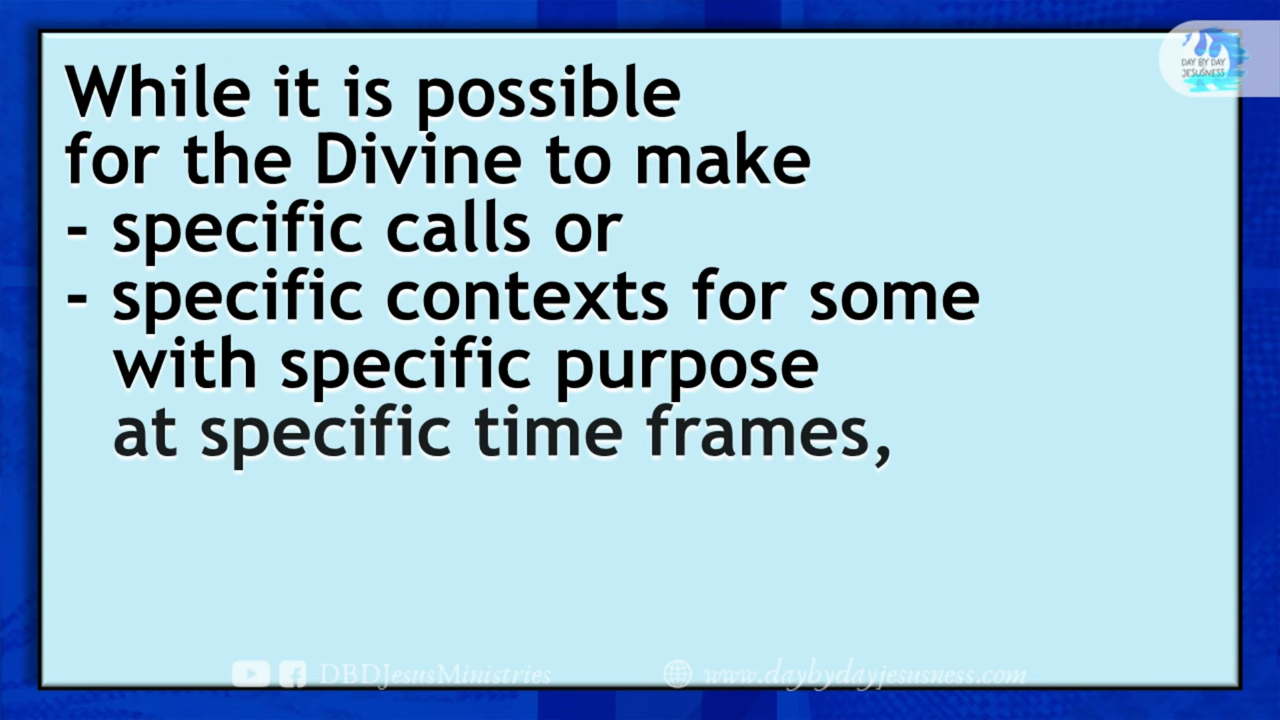 While it is possible
for the Divine to make
- specific calls or
- specific contexts for some
with specific purpose
at specific time frames,
DAY BY DAY
JESUSNESS
DBDJesusMinistries
www.daybydayjesusness.com